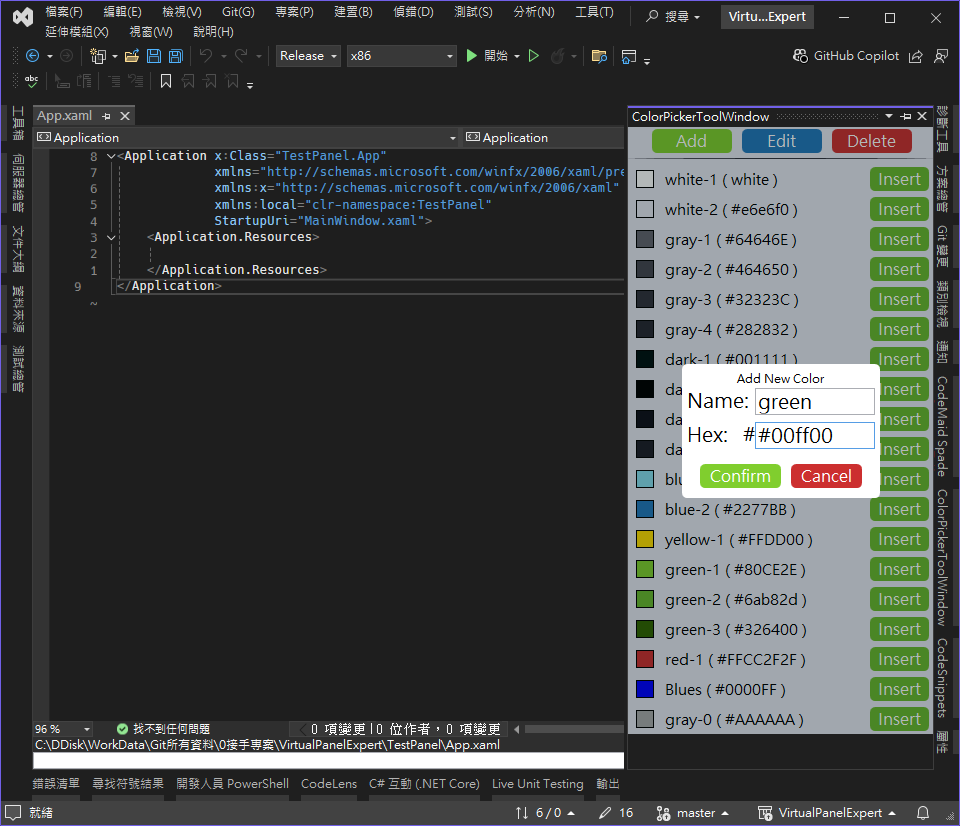 檔案(F) 編輯(E) 檢視(V) Git(G) 專案(P) 建置(B) 偵錯(D) 測試(S) 分析(N) 工具(T) 搜尋 Virtu...Expert
延伸模組(X) 視窗(W) 說明(H)
Release x86 開始 GitHub Copilot
abc
工具箱
伺服器總管
文件大綱
資料來源
測試總管
App.xaml
Application Application
8 <Application x:Class="TestPanel.App"
7 xmlns="http://schemas.microsoft.com/winfx/2006/xaml/pre
6 xmlns:x="http://schemas.microsoft.com/winfx/2006/xaml"
5 xmlns:local="clr-namespace:TestPanel"
4 StartupUri="MainWindow.xaml">
3 <Application.Resources>
2
1 </Application.Resources>
9 </Application>
~
96 % 找不到任何問題 0 項變更 | 0 位作者，0 項變更
C:\DDisk\WorkData\Git所有資料\0接手專案\VirtualPanelExpert\TestPanel\App.xaml
ColorPickerToolWindow
Add Edit Delete
white-1 ( white ) Insert
white-2 ( #e6e6f0 ) Insert
gray-1 ( #64646E ) Insert
gray-2 ( #464650 ) Insert
gray-3 ( #32323C ) Insert
gray-4 ( #282832 ) Insert
dark-1 ( #001111 ) Insert
da Insert
da Insert
da Insert
blu Insert
blue-2 ( #2277BB ) Insert
yellow-1 ( #FFDD00 ) Insert
green-1 ( #80CE2E ) Insert
green-2 ( #6ab82d ) Insert
green-3 ( #326400 ) Insert
red-1 ( #FFCC2F2F ) Insert
Blues ( #0000FF ) Insert
gray-0 ( #AAAAAA ) Insert
Add New Color
Name: green
Hex: # #00ff00
Confirm Cancel
診斷工具
方案總管
Git 變更
類別檢視
通知
CodeMaid Spade
ColorPickerToolWindow
CodeSnippets
屬性
錯誤清單 尋找符號結果 開發人員 PowerShell CodeLens C# 互動 (.NET Core) Live Unit Testing 輸出
就緒 6 / 0 16 master VirtualPanelExpert